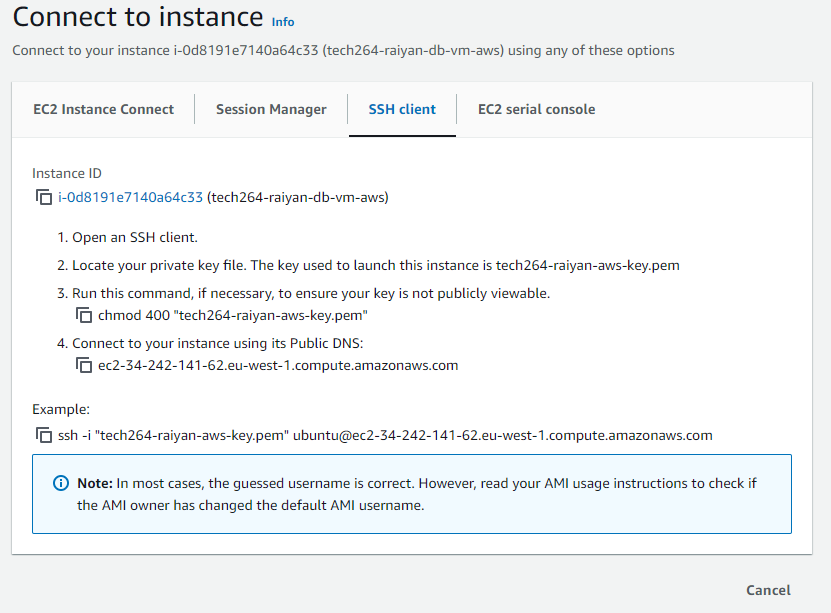 Connect to instance Info
Connect to your instance i-0d8191e7140a64c33 (tech264-raiyan-db-vm-aws) using any of these options
EC2 Instance Connect
Session Manager
SSH client
EC2 serial console
Instance ID
i-0d8191e7140a64c33 (tech264-raiyan-db-vm-aws)
1. Open an SSH client.
2. Locate your private key file. The key used to launch this instance is tech264-raiyan-aws-key.pem
3. Run this command, if necessary, to ensure your key is not publicly viewable.
chmod 400 "tech264-raiyan-aws-key.pem"
4. Connect to your instance using its Public DNS:
ec2-34-242-141-62.eu-west-1.compute.amazonaws.com
Example:
ssh -i "tech264-raiyan-aws-key.pem" ubuntu@ec2-34-242-141-62.eu-west-1.compute.amazonaws.com
Note: In most cases, the guessed username is correct. However, read your AMI usage instructions to check if
the AMI owner has changed the default AMI username.
Cancel